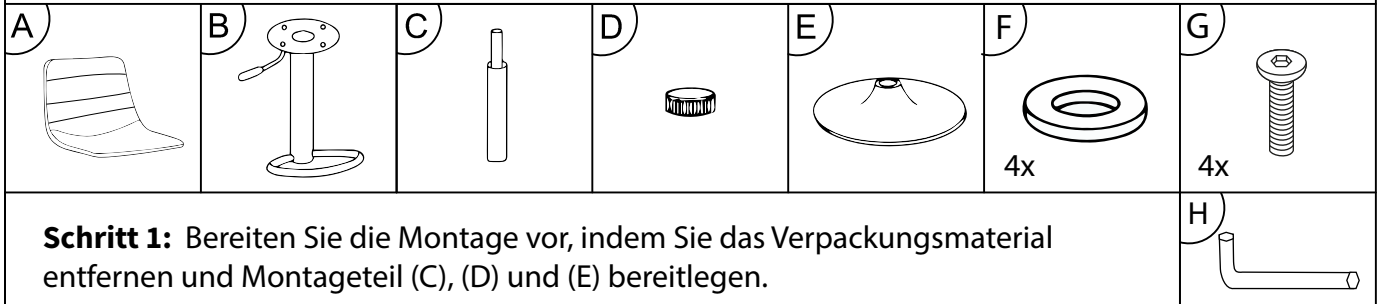 A
B
C
D
E
F
G
4x
4x
H
Schritt 1: Bereiten Sie die Montage vor, indem Sie das Verpackungsmaterial
entfernen und Montageteil (C), (D) und (E) bereitlegen.